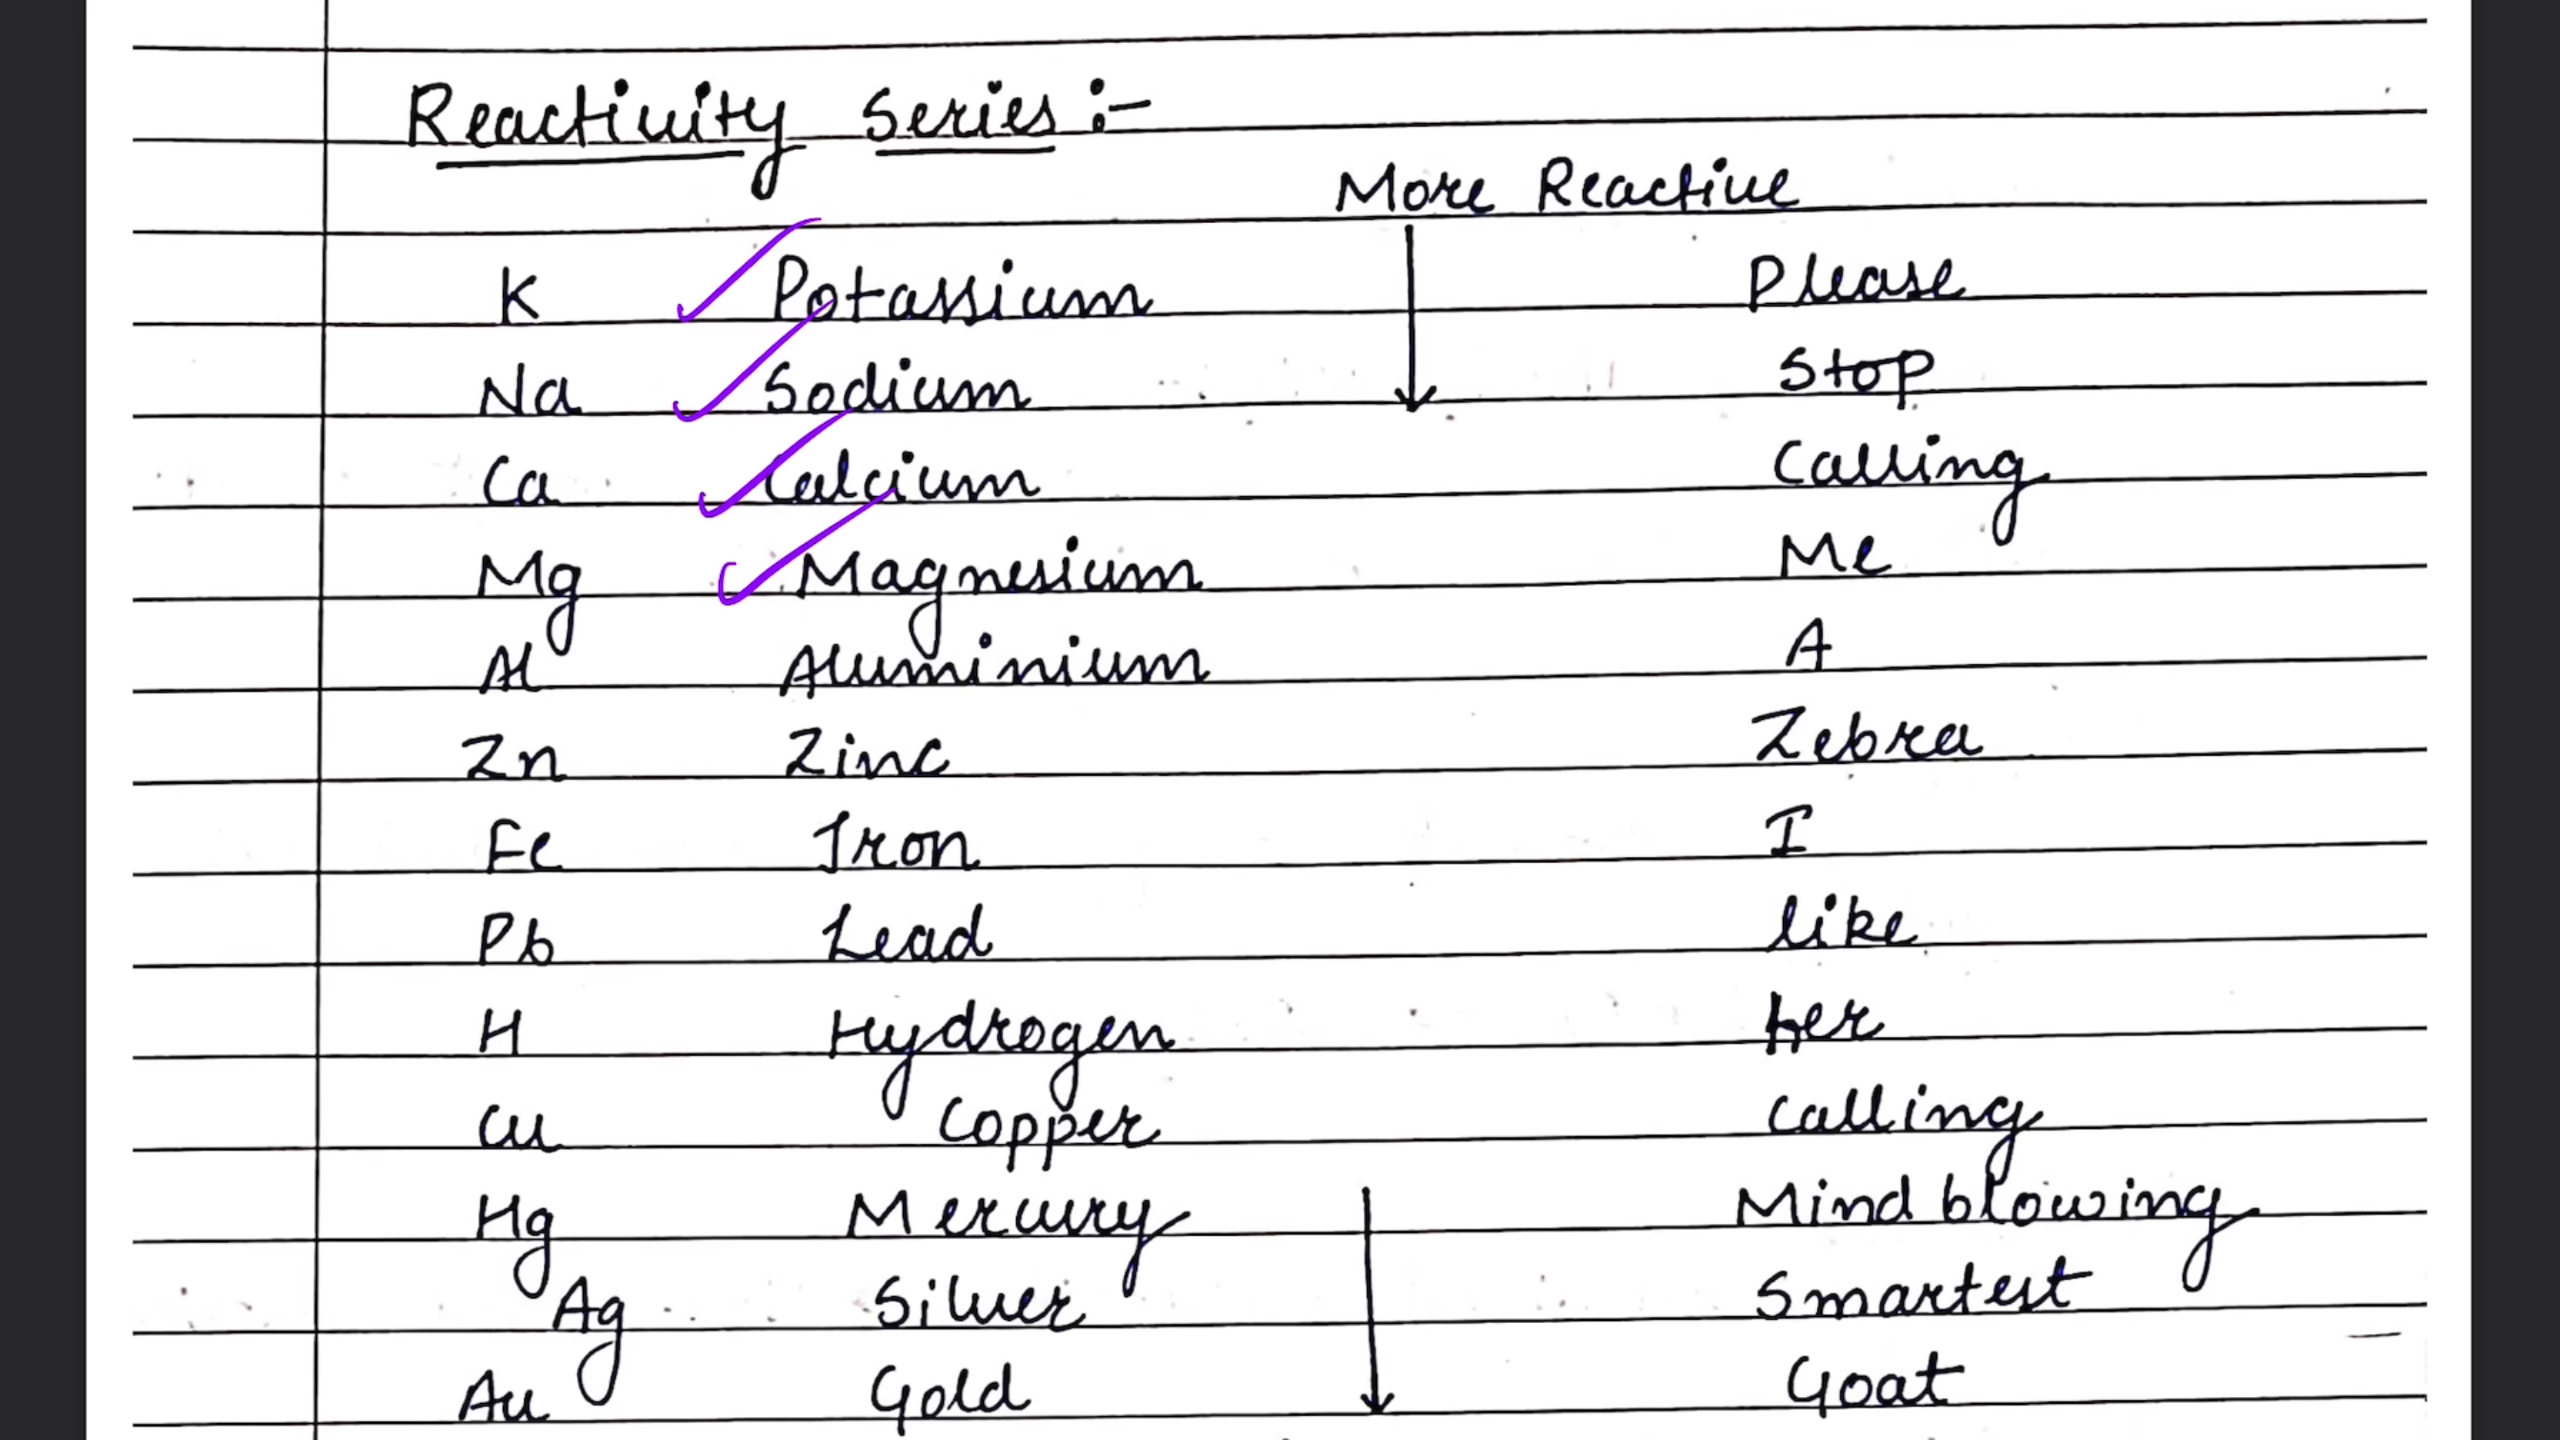 Reactivity Series :-
More Reactive
K Potassium Please
Na Sodium Stop
Ca Calcium Calling
Mg Magnesium Me
Al Aluminium A
Zn Zinc Zebra
Fe Iron I
Pb Lead like
H Hydrogen her
Cu Copper calling
Hg Mercury Mind blowing
Ag Silver Smartest
Au Gold Goat